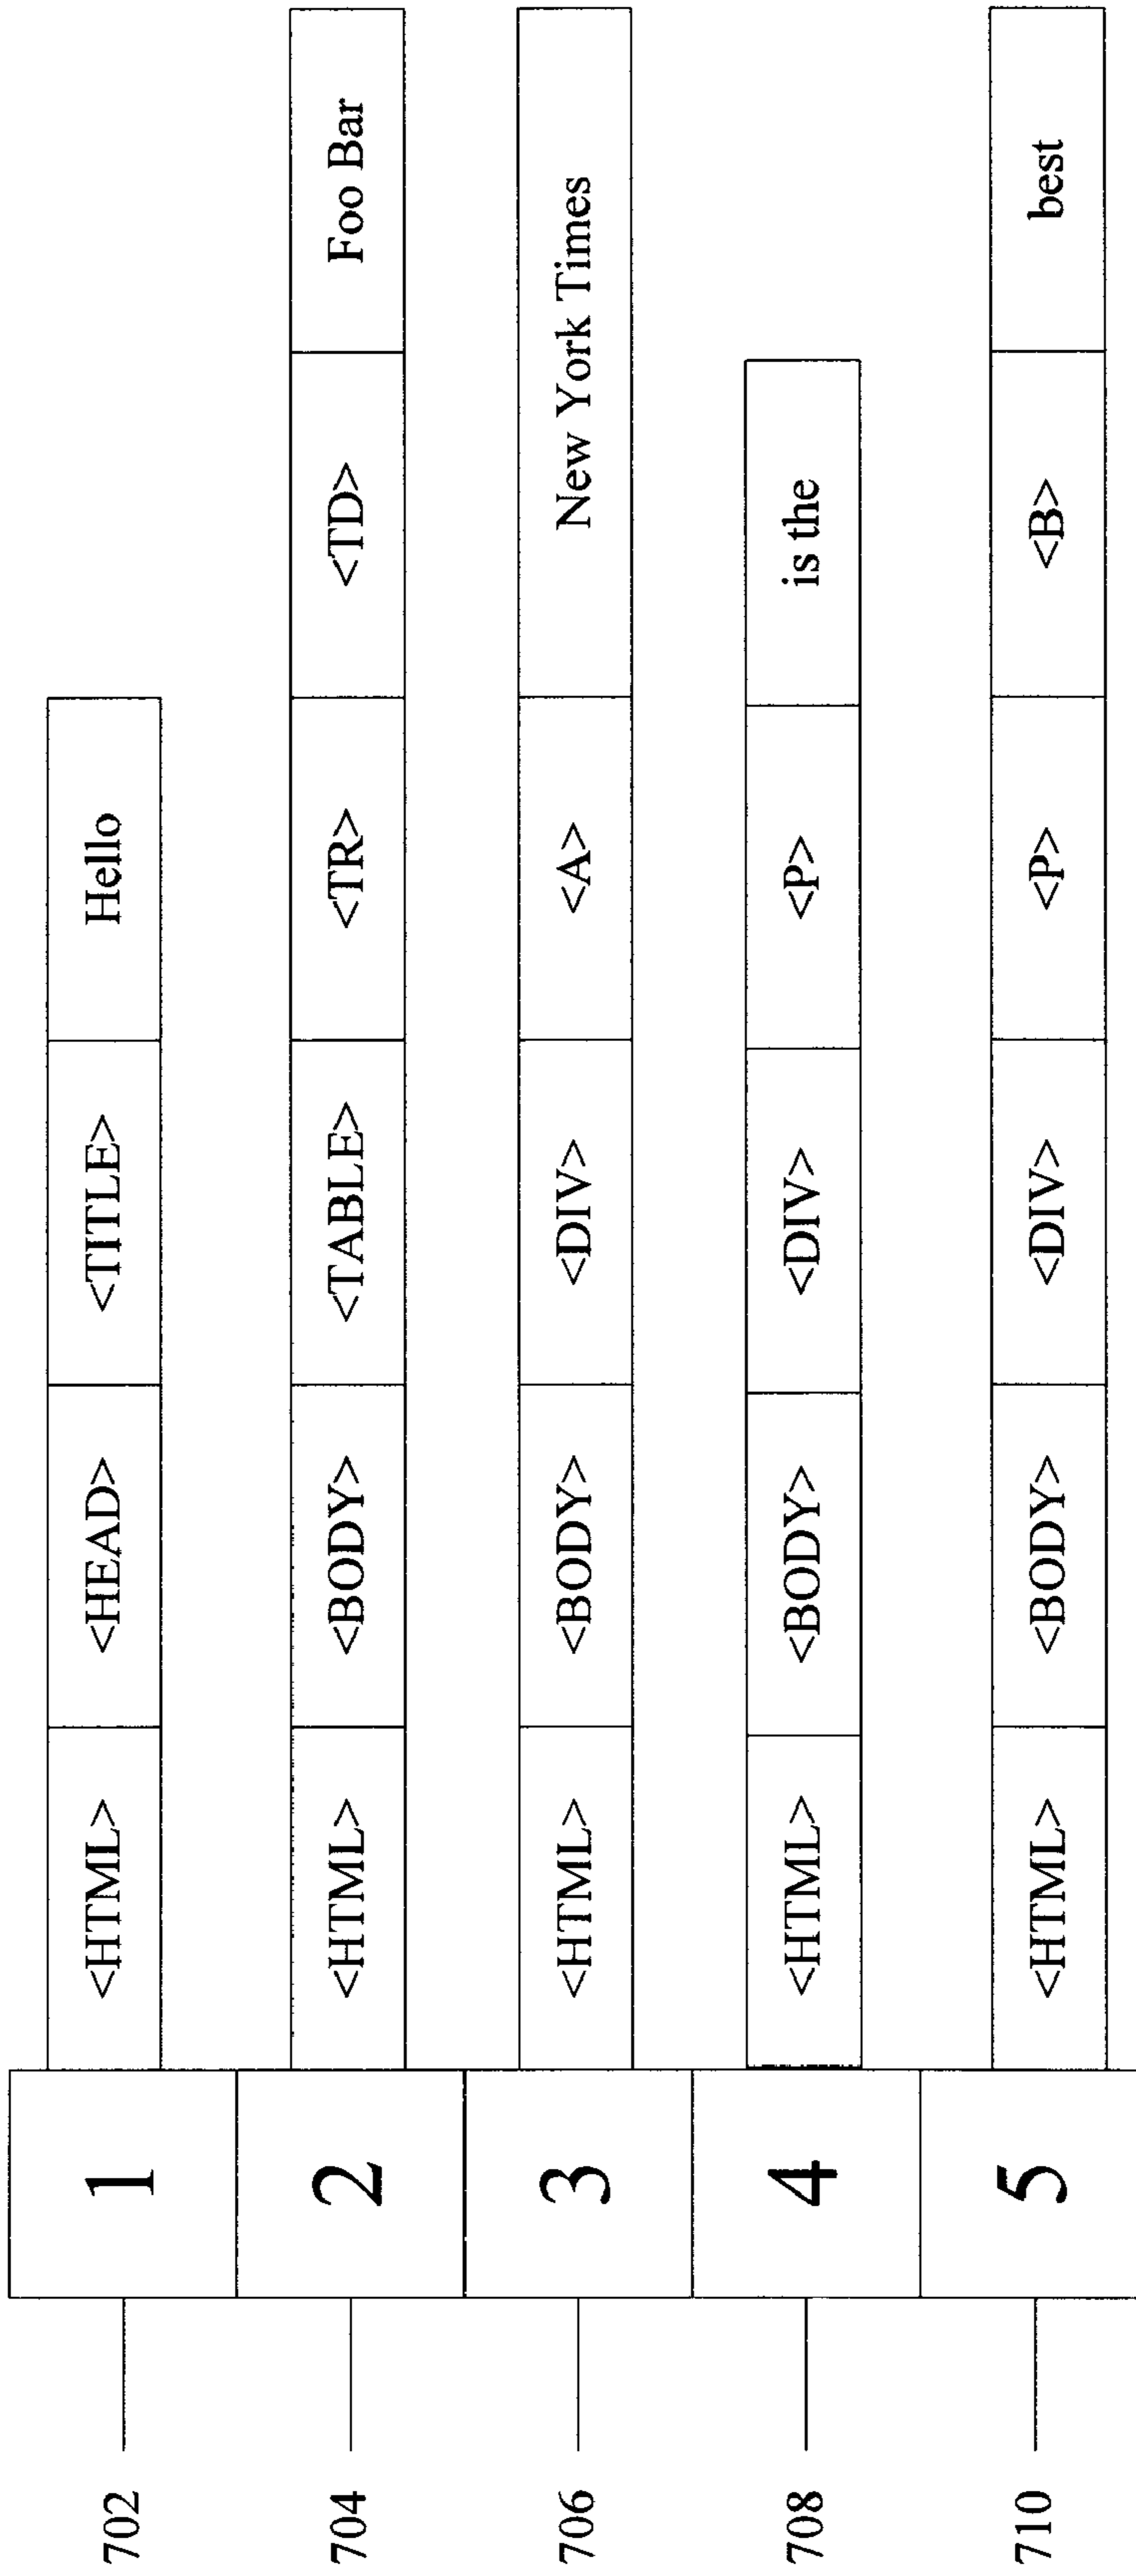 702 1 <HTML> <HEAD> <TITLE> Hello
704 2 <HTML> <BODY> <TABLE> <TR> <TD> Foo Bar
706 3 <HTML> <BODY> <DIV> <A> New York Times
708 4 <HTML> <BODY> <DIV> <P> is the
710 5 <HTML> <BODY> <DIV> <P> <B> best